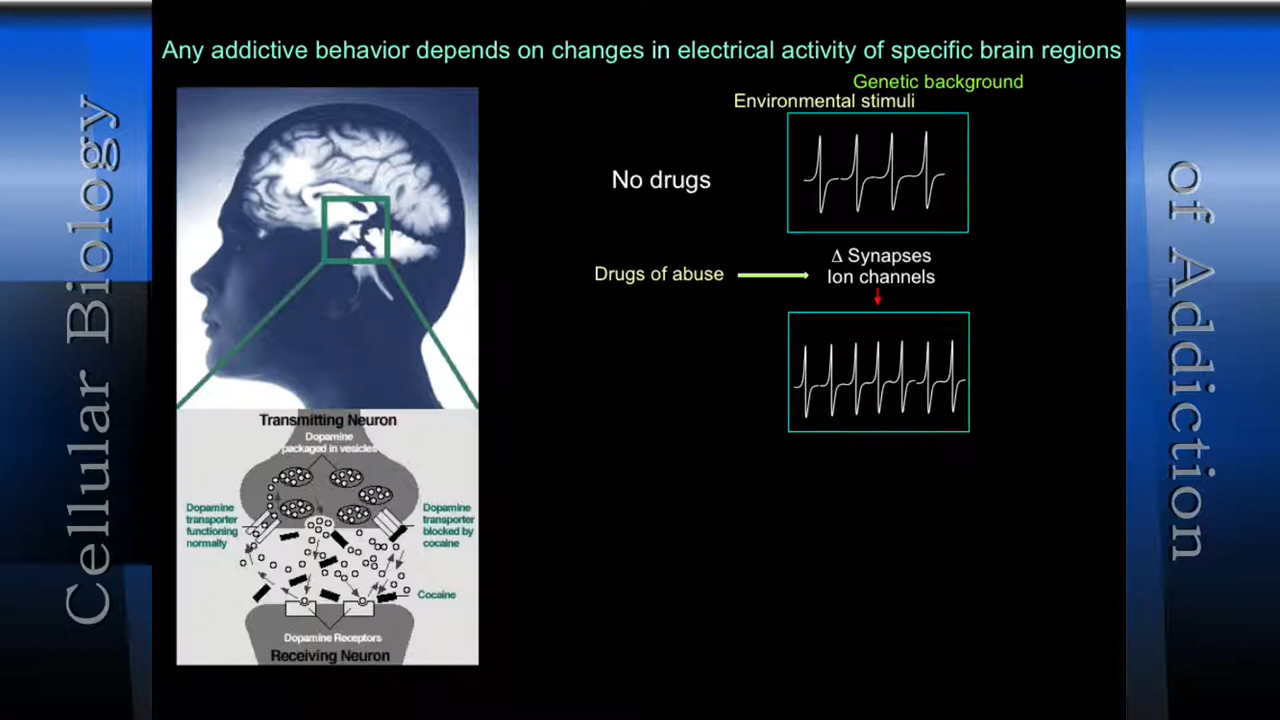 Cellular Biology
of Addiction
Any addictive behavior depends on changes in electrical activity of specific brain regions
Genetic background
Environmental stimuli
No drugs
Δ Synapses
Drugs of abuse
Ion channels
Transmitting Neuron
Dopamine
packaged in vesicles
Dopamine
transporter
functioning
normally
Dopamine
transporter
blocked by
cocaine
Cocaine
Dopamine Receptors
Receiving Neuron